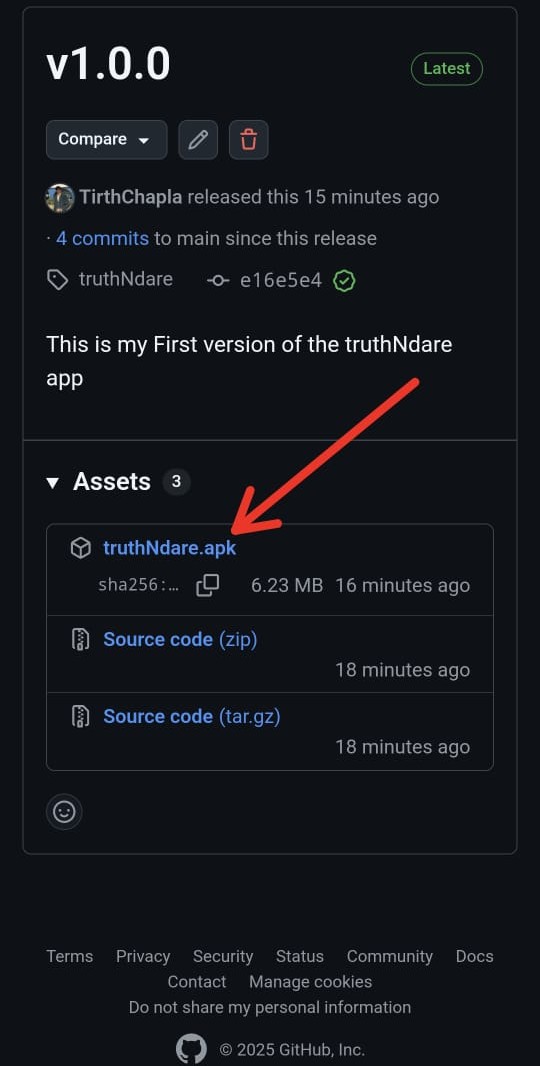 v1.0.0
Latest
Compare
TirthChapla released this 15 minutes ago
· 4 commits to main since this release
truthNdare e16e5e4
This is my First version of the truthNdare
app
Assets 3
truthNdare.apk
sha256:... 6.23 MB 16 minutes ago
Source code (zip)
18 minutes ago
Source code (tar.gz)
18 minutes ago
Terms Privacy Security Status Community Docs
Contact Manage cookies
Do not share my personal information
© 2025 GitHub, Inc.